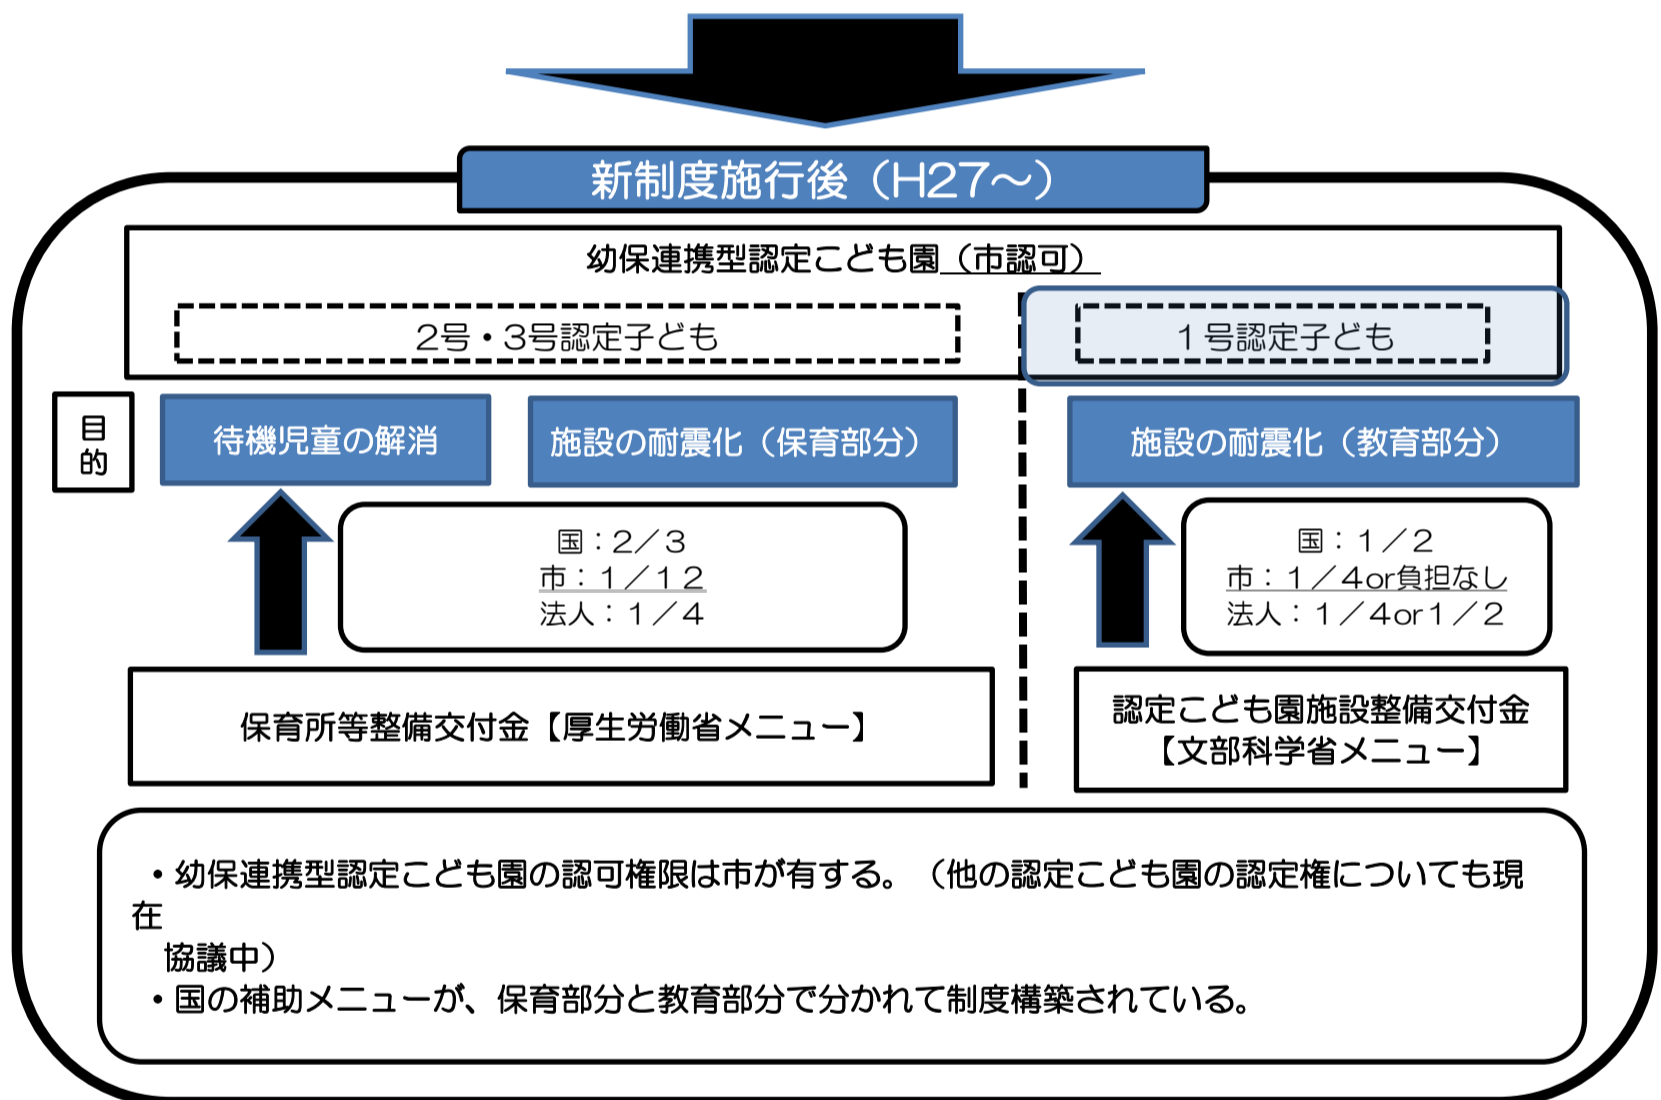 新制度施行後（H27～）
幼保連携型認定こども園（市認可）
2号・3号認定子ども
１号認定子ども
目的
待機児童の解消
施設の耐震化（保育部分）
施設の耐震化（教育部分）
国：２／３
市：１／１２
法人：１／４
国：１／２
市：１／４or負担なし
法人：１／４or１／２
保育所等整備交付金【厚生労働省メニュー】
認定こども園施設整備交付金
【文部科学省メニュー】
・幼保連携型認定こども園の認可権限は市が有する。（他の認定こども園の認定権についても現
在
協議中）
・国の補助メニューが、保育部分と教育部分で分かれて制度構築されている。